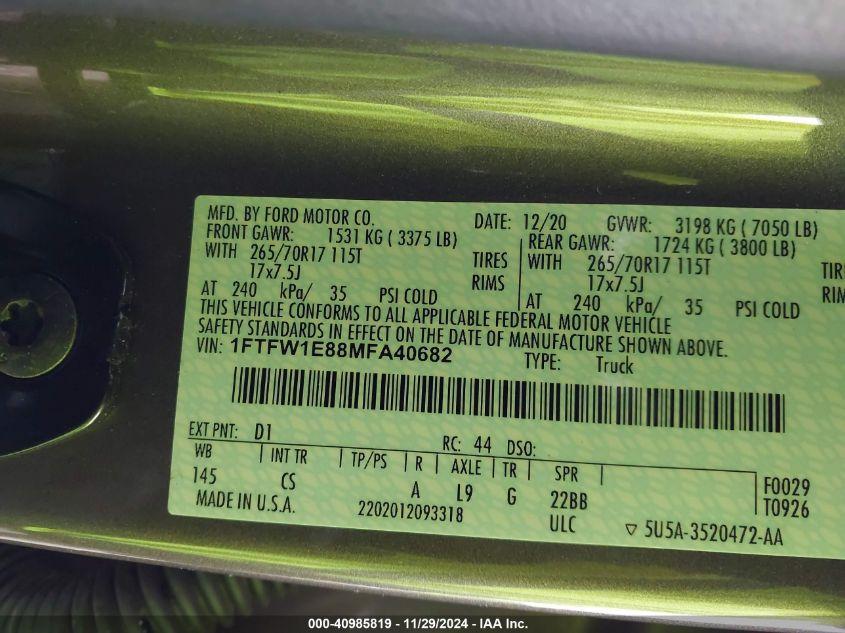 MFD. BY FORD MOTOR CO. DATE: 12/20 GVWR: 3198 KG ( 7050 LB)
FRONT GAWR: 1531 KG ( 3375 LB) REAR GAWR: 1724 KG ( 3800 LB)
WITH 265/70R17 115T TIRES WITH 265/70R17 115T TIR
17x7.5J RIMS 17x7.5J RIM
AT 240 kPa/ 35 PSI COLD AT 240 kPa/ 35 PSI COLD
THIS VEHICLE CONFORMS TO ALL APPLICABLE FEDERAL MOTOR VEHICLE
SAFETY STANDARDS IN EFFECT ON THE DATE OF MANUFACTURE SHOWN ABOVE.
VIN: 1FTFW1E88MFA40682 TYPE: Truck
EXT PNT: D1 RC: 44 DSO:
WB INT TR TP/PS R AXLE TR SPR
145 CS A L9 G 22BB
F0029
T0926
MADE IN U.S.A. 2202012093318 ULC ▽ 5U5A-3520472-AA
000-40985819 - 11/29/2024 - IAA Inc.